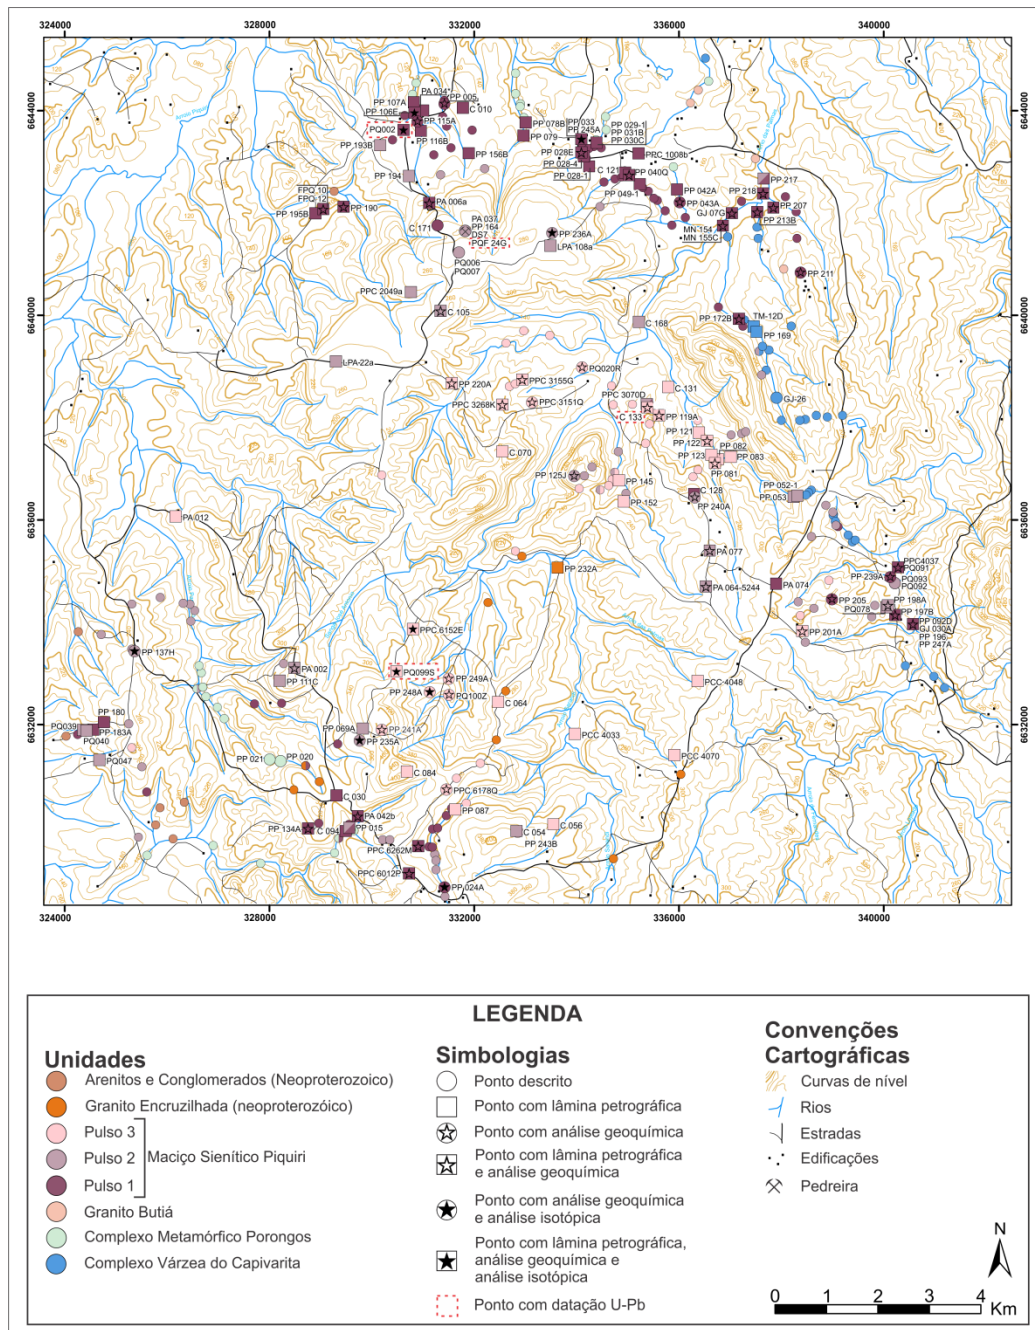 324000
328000
332000
336000
340000
6644000
6644000
PA 034
PP 005
PP 107A
PP 106E
C 010
PQ002
PP 115A
PP 116B
PP 193B
PP 156B
PP 194
PP 078B
PP 079
PP 033
PP 245A
PP 028E
PP 028-4
PP 028-1
PP 029-1
PP 031B
PP 030C
PPC 1008b
C 121
PP 040Q
PP 049-1
PP 042A
PP 043A
GJ 07G
MN 154
MN 155C
PP 217
PP 218
PP 207
PP 213B
PP 211
FPQ 10
FPQ 12
PP 195B
PP 190
PA 006a
C 171
PA 037
PP 164
DS7
PQF 24G
PQ006
PQ007
PP 236A
LPA 108a
PPC 2049a
C 105
C 168
6640000
6640000
PP 172B
TM-12D
PP 169
LPA-22a
PP 220A
PPC 3155G
PQ020R
PPC 3268K
PPC 3151Q
PPC 3070D
C 131
C 133
PP 119A
GJ-26
PP 121
PP 122
PP 082
PP 123
PP 083
PP 081
C 070
PP 125J
PP 145
PP 152
C 128
PP 240A
PP 052-1
PP 053
6636000
6636000
PA 012
PA 077
PP 232A
PA 064-5244
PA 074
PPC4037
PQ091
PP 239A
PQ093
PQ092
PP 205
PQ078
PP 198A
PP 197B
PP 092D
GJ 030A
PP 196
PP 247A
PP 201A
PPC 6152E
PP 137H
PA 002
PP 111C
PQ099S
PP 249A
PP 248A
PQ100Z
C 064
PCC 4048
6632000
6632000
PQ039
PP 180
PP 183A
PQ040
PQ047
PP 069A
PP 241A
PP 235A
PCC 4033
PCC 4070
PP 021
PP 020
C 084
PPC 6178Q
C 030
PA 042b
PP 087
PP 134A
C 094
PP 015
C 054
C 056
PP 243B
PPC 6262M
PPC 6012P
PP 024A
324000
328000
332000
336000
340000
LEGENDA
Unidades
Arenitos e Conglomerados (Neoproterozoico)
Granito Encruzilhada (neoproterozóico)
Pulso 3
Pulso 2
Maciço Sienítico Piquiri
Pulso 1
Granito Butiá
Complexo Metamórfico Porongos
Complexo Várzea do Capivarita
Simbologias
Ponto descrito
Ponto com lâmina petrográfica
Ponto com análise geoquímica
Ponto com lâmina petrográfica
e análise geoquímica
Ponto com análise geoquímica
e análise isotópica
Ponto com lâmina petrográfica,
análise geoquímica e
análise isotópica
Ponto com datação U-Pb
Convenções
Cartográficas
Curvas de nível
Rios
Estradas
Edificações
Pedreira
N
0 1 2 3 4
Km